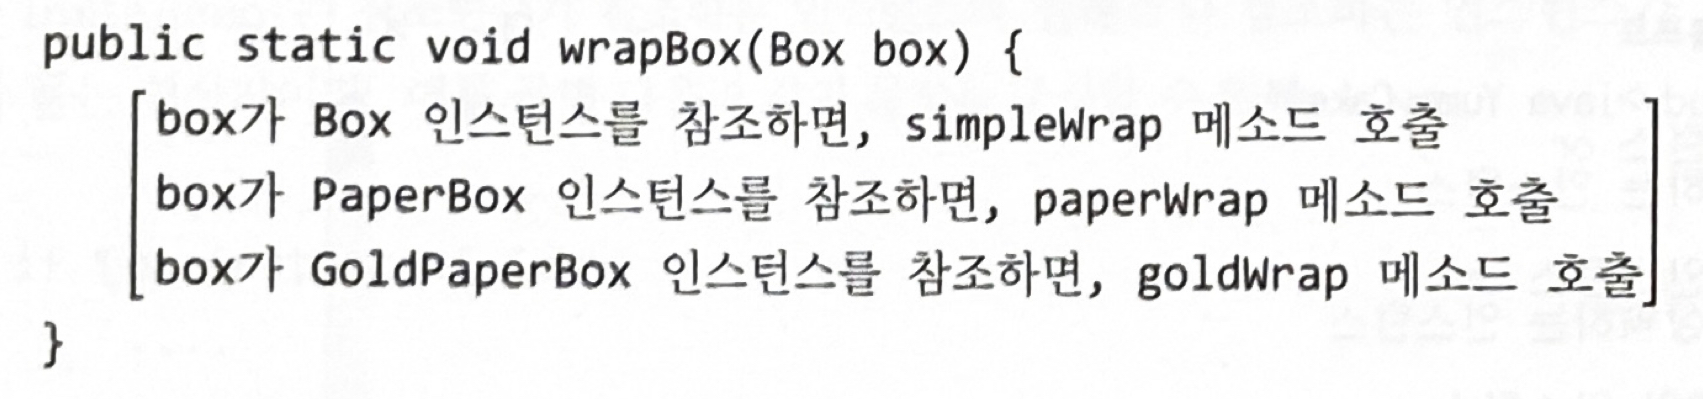 public static void wrapBox(Box box) {
box가 Box 인스턴스를 참조하면, simpleWrap 메소드 호출
box가 PaperBox 인스턴스를 참조하면, paperWrap 메소드 호출
box가 GoldPaperBox 인스턴스를 참조하면, goldWrap 메소드 호출
}